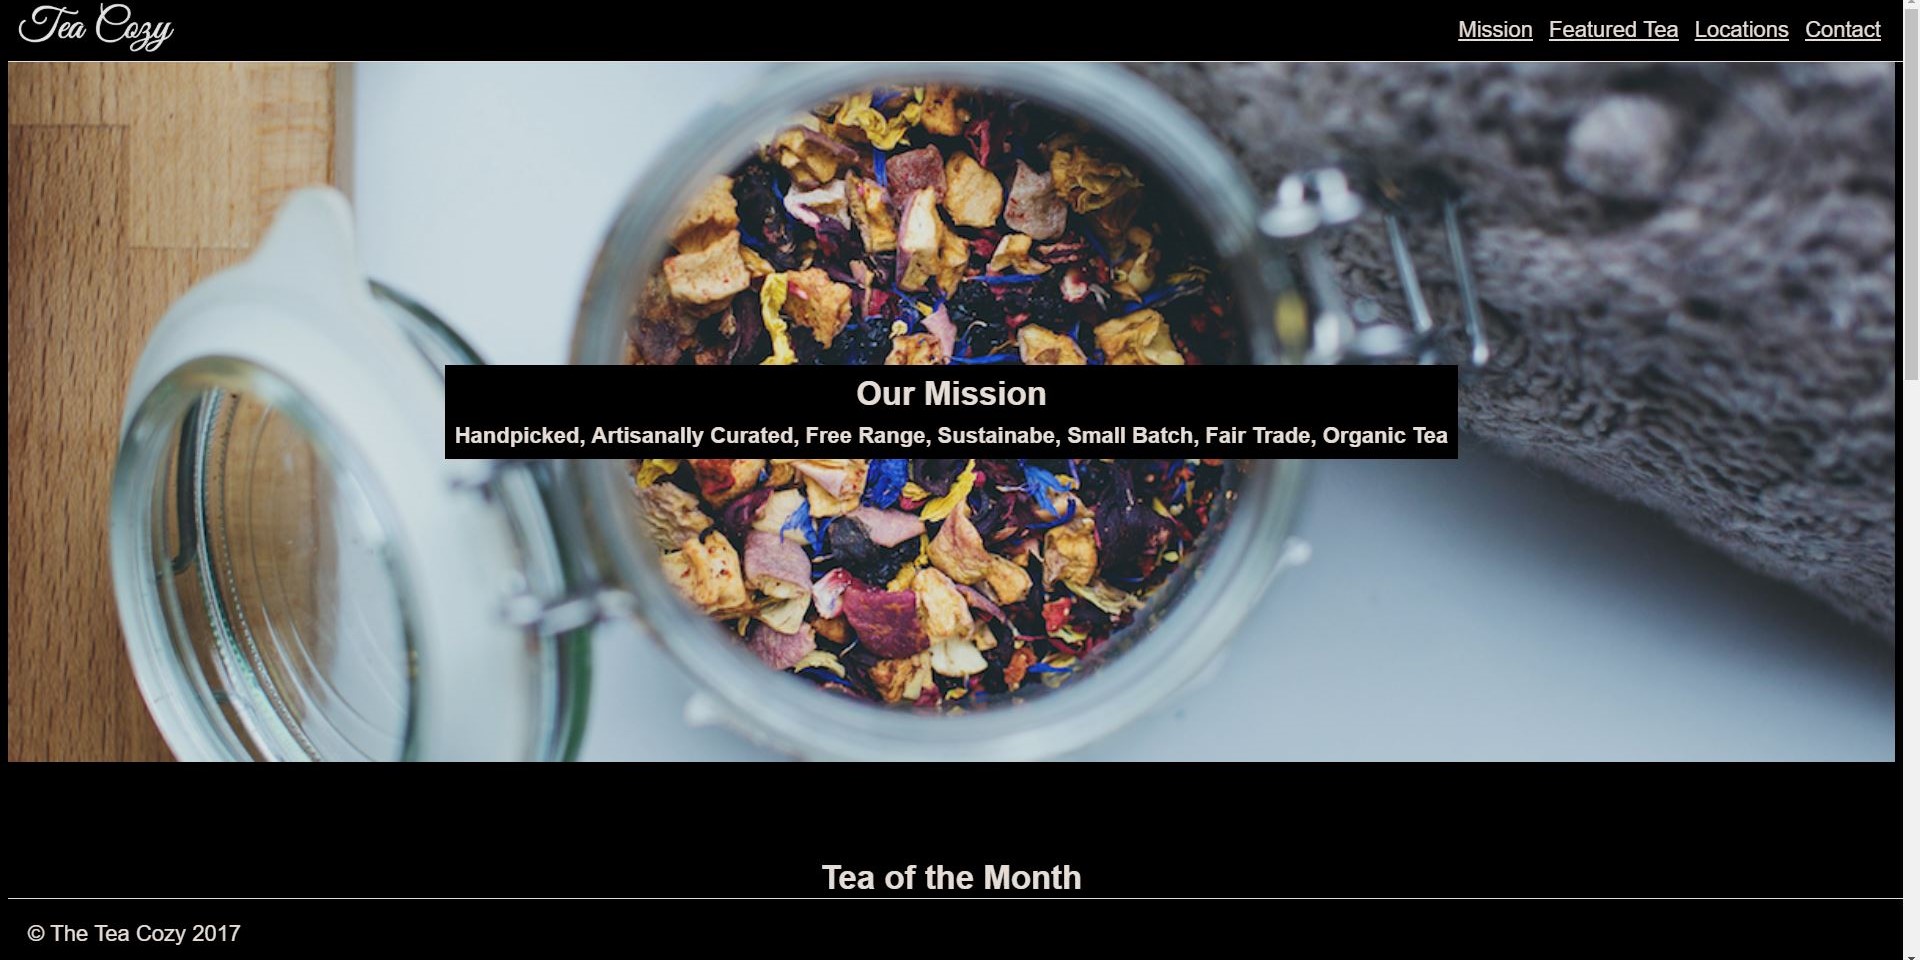 Tea Cozy
Mission Featured Tea Locations Contact
Our Mission
Handpicked, Artisanally Curated, Free Range, Sustainabe, Small Batch, Fair Trade, Organic Tea
Tea of the Month
© The Tea Cozy 2017